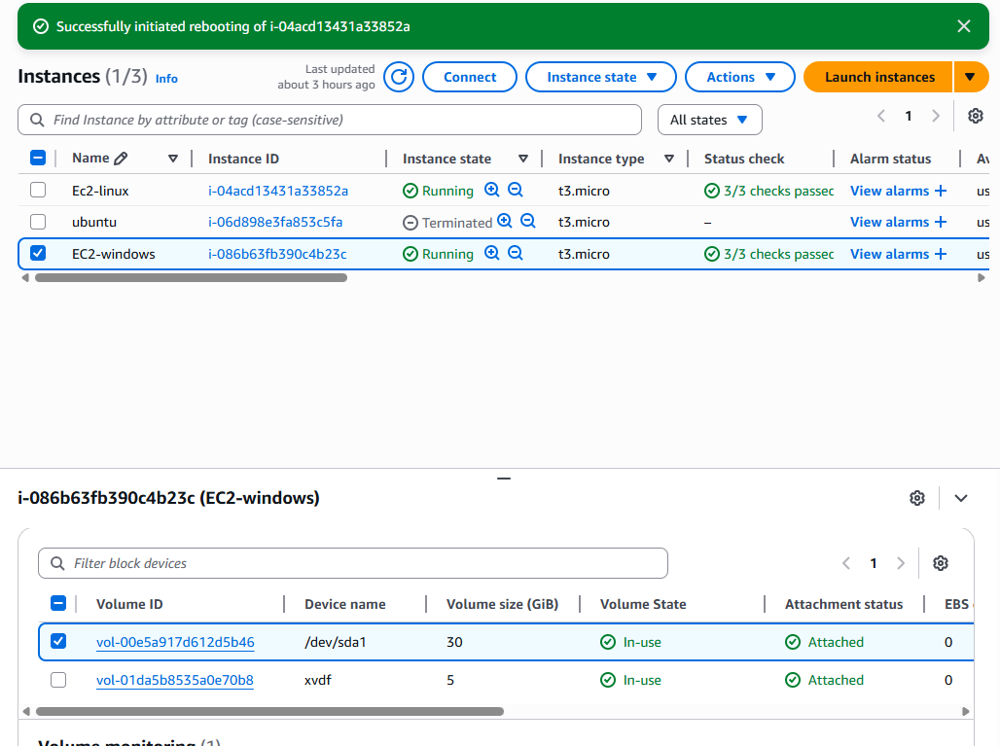 Successfully initiated rebooting of i-04acd13431a33852a
Instances (1/3) Info
Last updated
about 3 hours ago
Connect
Instance state
Actions
Launch instances
Find Instance by attribute or tag (case-sensitive)
All states
1
Name Instance ID Instance state Instance type Status check Alarm status Av
Ec2-linux i-04acd13431a33852a Running t3.micro 3/3 checks passec View alarms + us
ubuntu i-06d898e3fa853c5fa Terminated t3.micro – View alarms + us
EC2-windows i-086b63fb390c4b23c Running t3.micro 3/3 checks passec View alarms + us
i-086b63fb390c4b23c (EC2-windows)
Filter block devices
1
Volume ID Device name Volume size (GiB) Volume State Attachment status EBS
vol-00e5a917d612d5b46 /dev/sda1 30 In-use Attached 0
vol-01da5b8535a0e70b8 xvdf 5 In-use Attached 0
Volume monitoring (1)